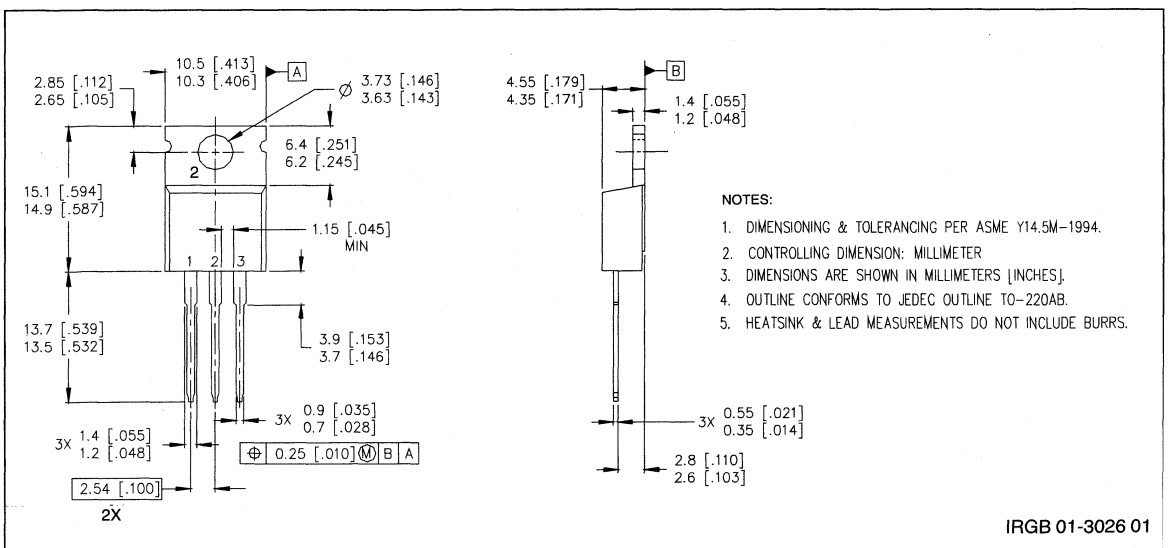 10.5 [.413]
10.3 [.406]
A
2.85 [.112]
2.65 [.105]
Ø 3.73 [.146]
3.63 [.143]
6.4 [.251]
6.2 [.245]
2
15.1 [.594]
14.9 [.587]
1.15 [.045]
MIN
1 2 3
13.7 [.539]
13.5 [.532]
3.9 [.153]
3.7 [.146]
3X 0.9 [.035]
0.7 [.028]
3X 1.4 [.055]
1.2 [.048]
⌖ 0.25 [.010] Ⓜ B A
2.54 [.100]
2X
4.55 [.179]
4.35 [.171]
B
1.4 [.055]
1.2 [.048]
3X 0.55 [.021]
0.35 [.014]
2.8 [.110]
2.6 [.103]
NOTES:
1. DIMENSIONING & TOLERANCING PER ASME Y14.5M-1994.
2. CONTROLLING DIMENSION: MILLIMETER
3. DIMENSIONS ARE SHOWN IN MILLIMETERS [INCHES].
4. OUTLINE CONFORMS TO JEDEC OUTLINE TO-220AB.
5. HEATSINK & LEAD MEASUREMENTS DO NOT INCLUDE BURRS.
IRGB 01-3026 01